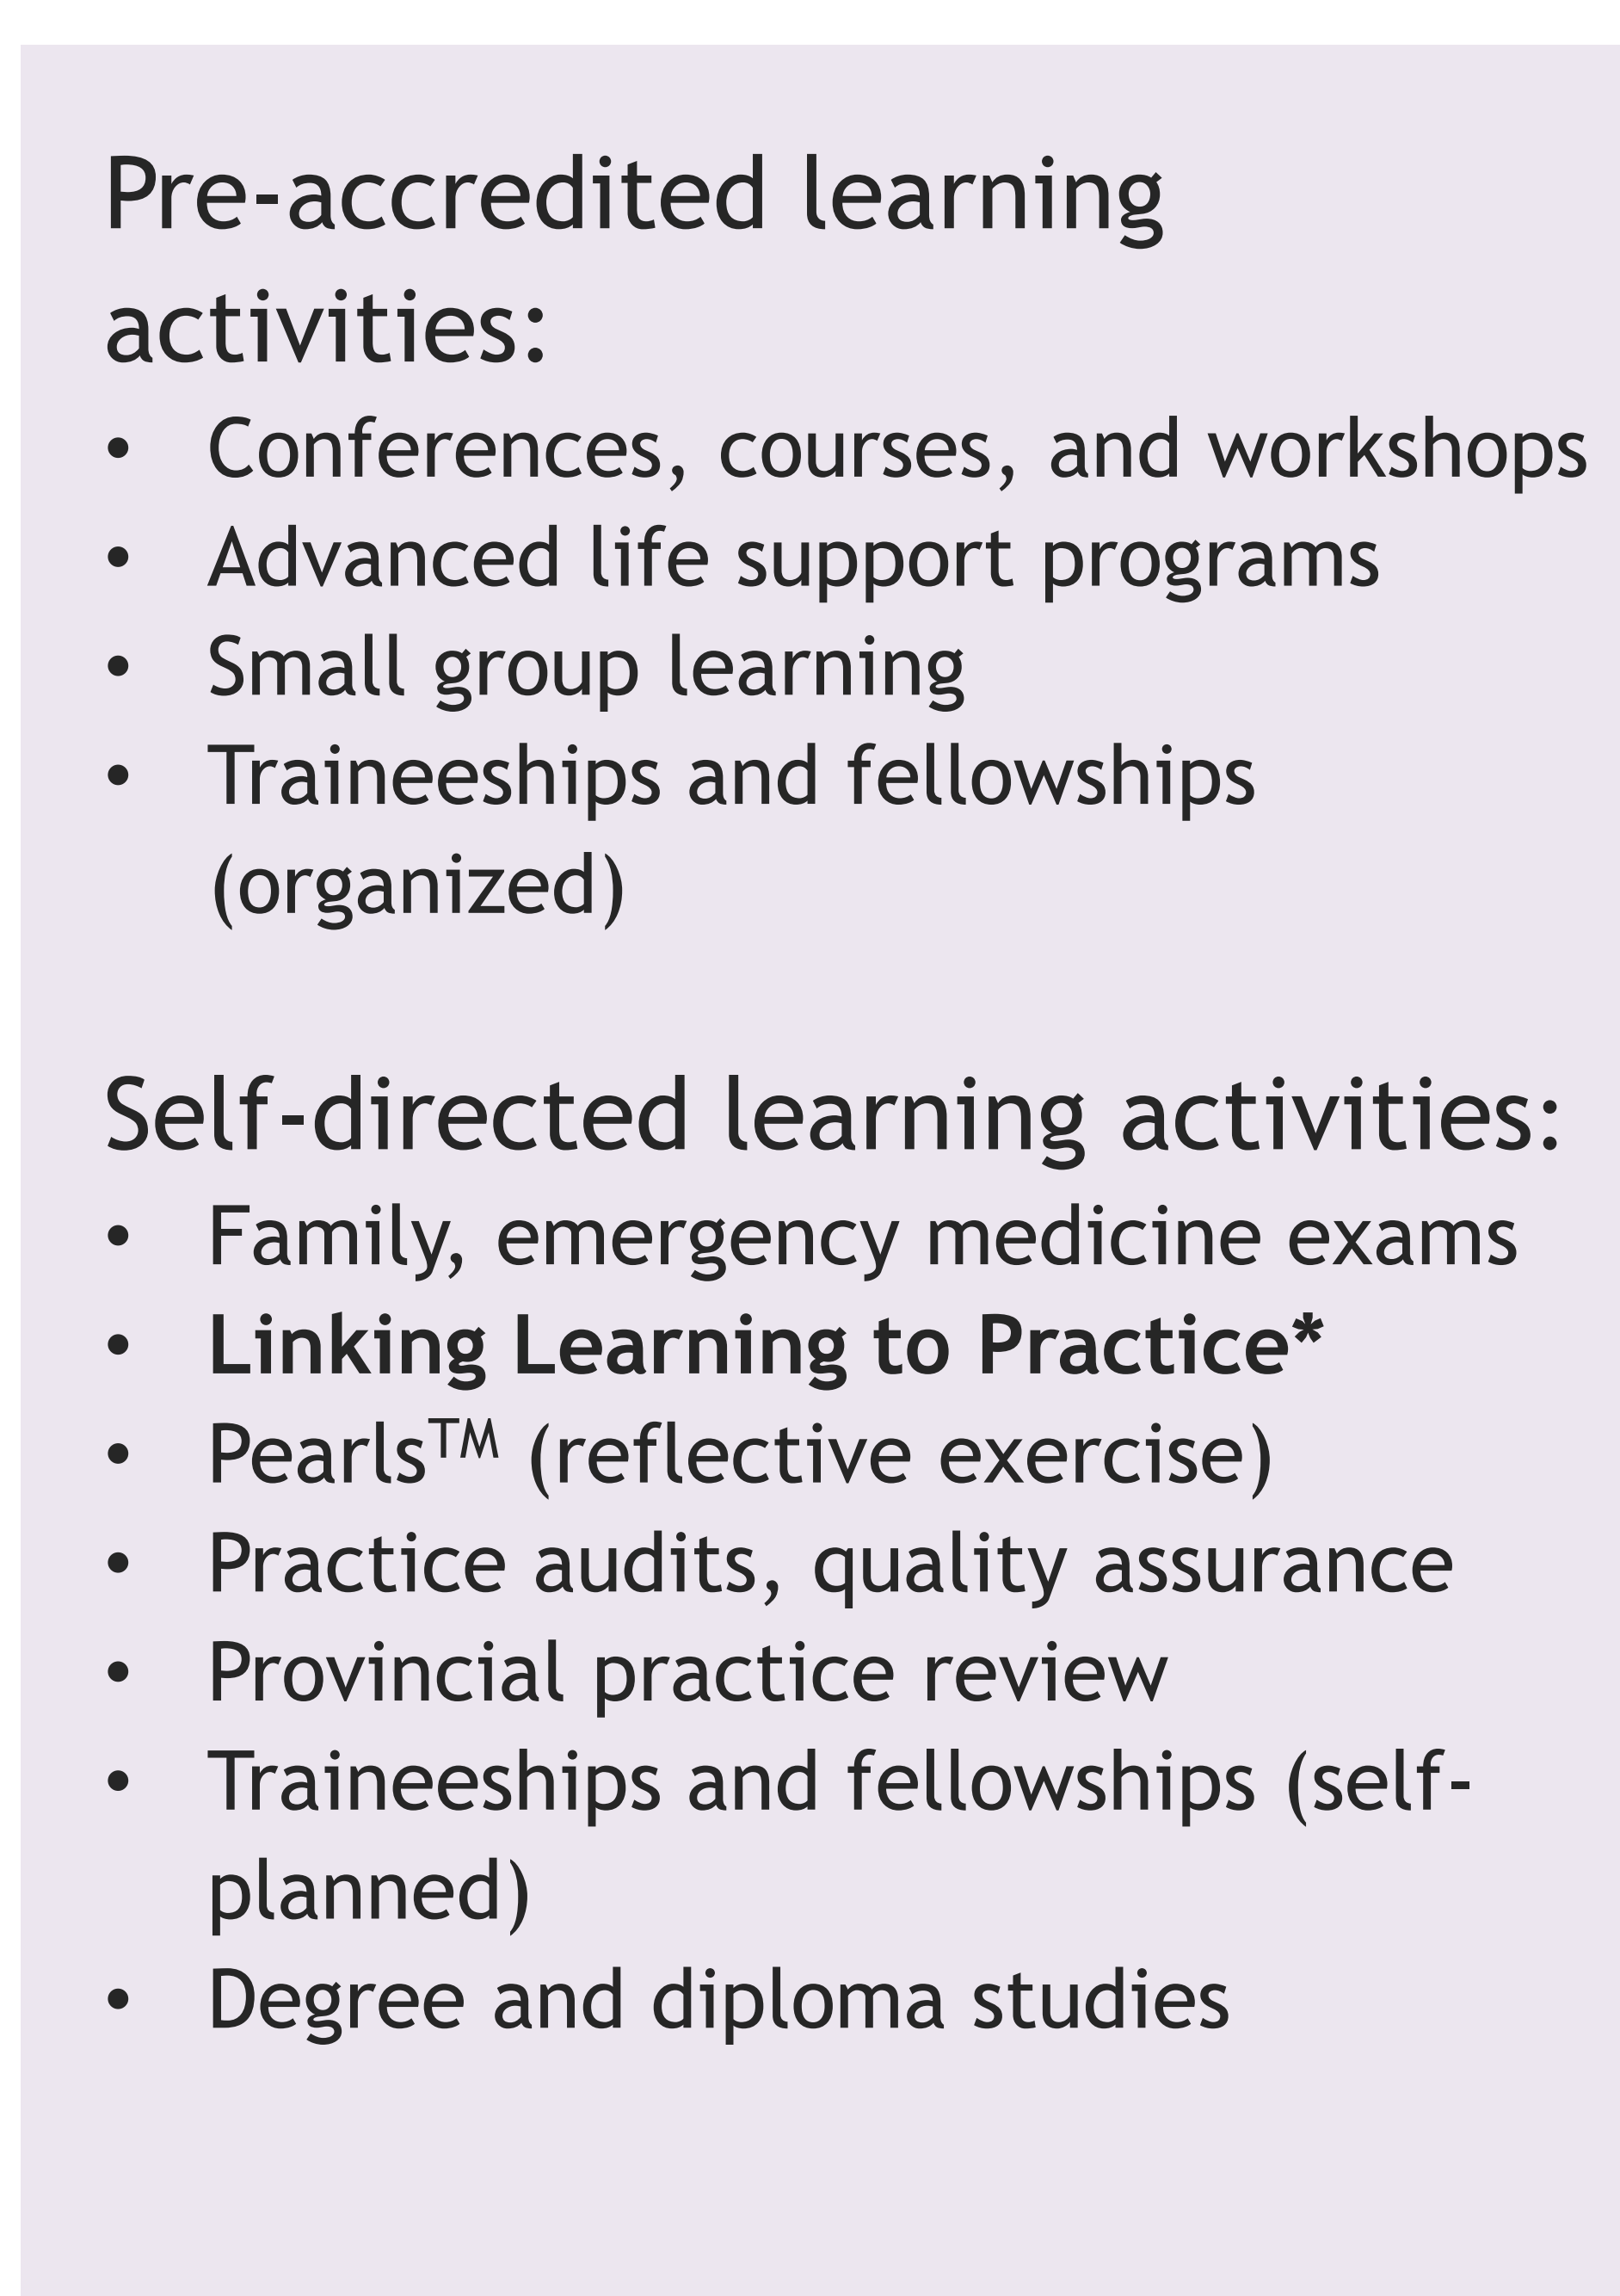 Pre-accredited learning
activities:
• Conferences, courses, and workshops
• Advanced life support programs
• Small group learning
• Traineeships and fellowships
(organized)
Self-directed learning activities:
• Family, emergency medicine exams
• Linking Learning to Practice*
• Pearls™ (reflective exercise)
• Practice audits, quality assurance
• Provincial practice review
• Traineeships and fellowships (self-
planned)
• Degree and diploma studies